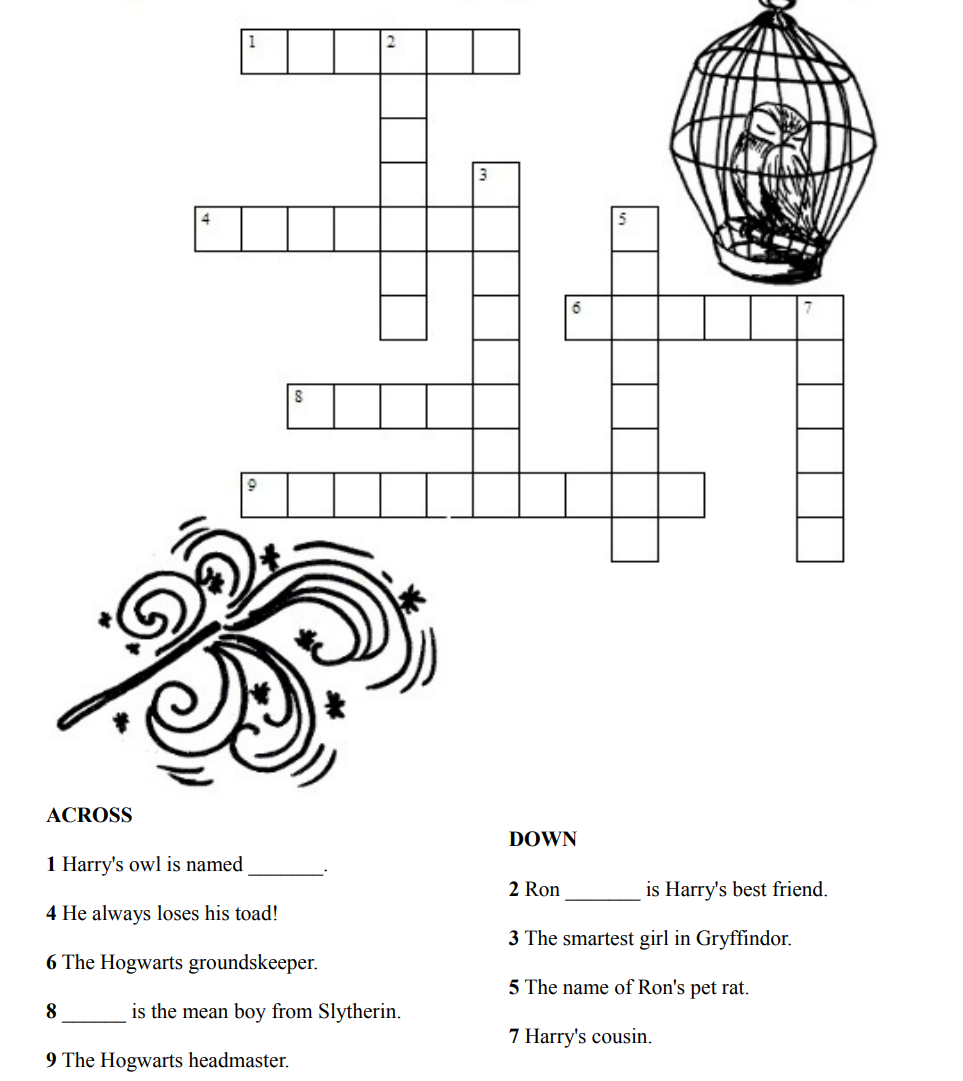 1
2
3
4
5
6
7
8
9
ACROSS
1 Harry's owl is named _______.
4 He always loses his toad!
6 The Hogwarts groundskeeper.
8 ______ is the mean boy from Slytherin.
9 The Hogwarts headmaster.
DOWN
2 Ron _______ is Harry's best friend.
3 The smartest girl in Gryffindor.
5 The name of Ron's pet rat.
7 Harry's cousin.